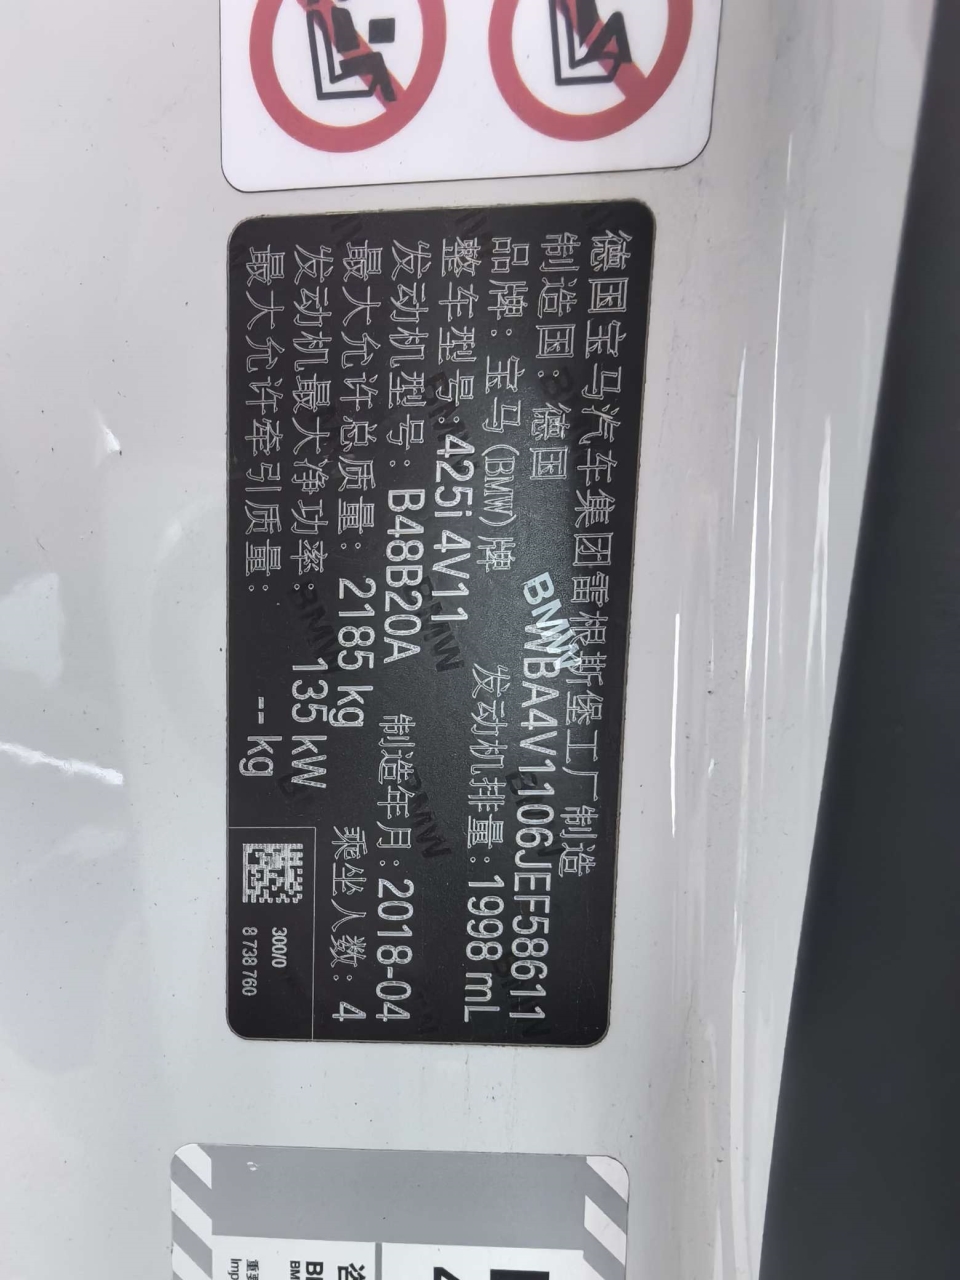 德国宝马汽车集团雷根斯堡工厂制造
制造国：德国 WBA4V1106JEF58611
品牌：宝马(BMW)牌 发动机排量：1998 mL
整车型号：425i 4V11
发动机型号：B48B20A 制造年月：2018-04
最大允许总质量：2185 kg 乘坐人数：4
发动机最大净功率：135 kW
最大允许牵引质量： -- kg
300/0
8 738 760